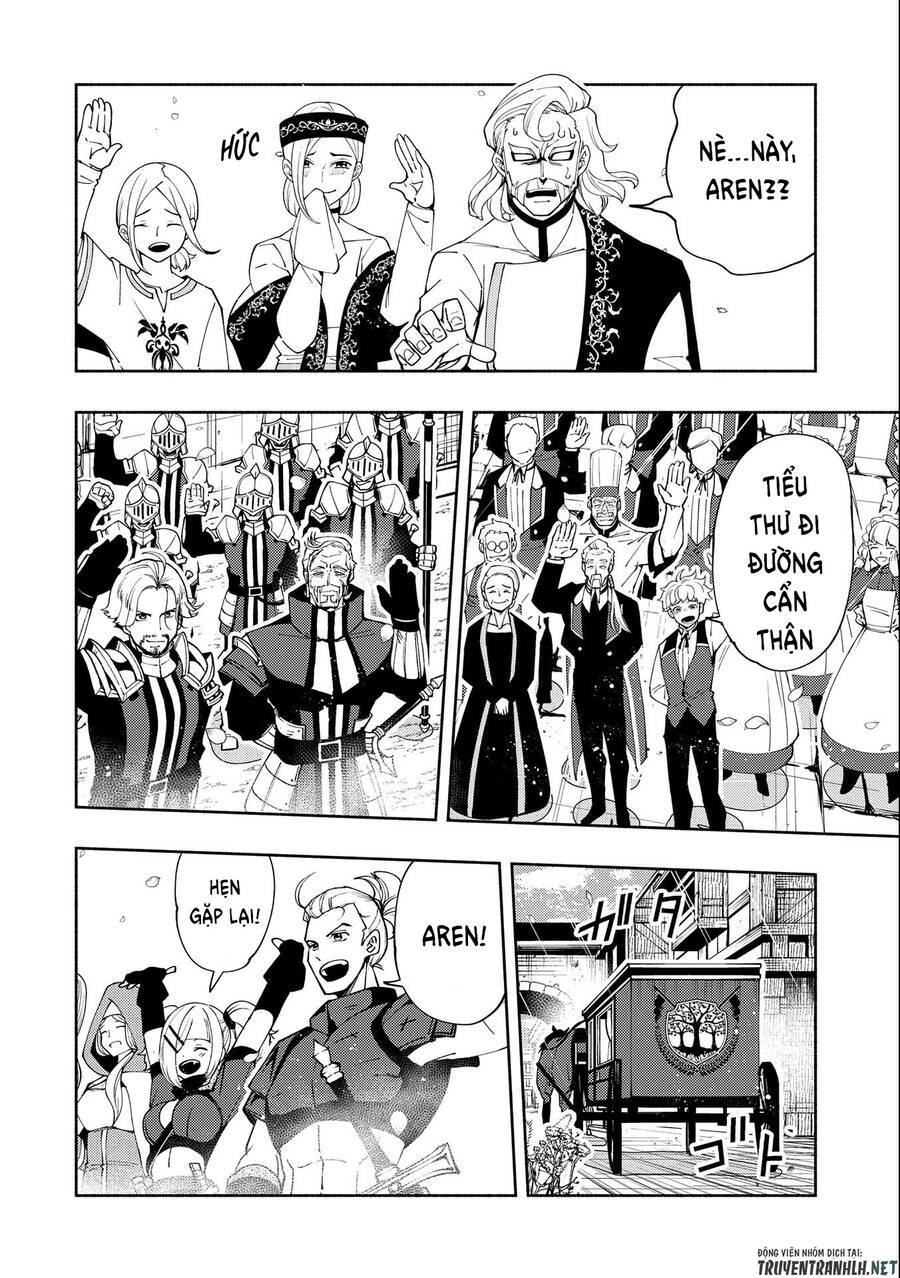 NÈ...NÀY,
AREN??
HỨC
TIỂU
THƯ ĐI
ĐƯỜNG
CẨN
THẬN
ガタ
ゴト
AREN!
HẸN
GẶP LẠI!
ĐỘNG VIÊN NHÓM DỊCH TẠI:
TRUYENTRANHLH.NET